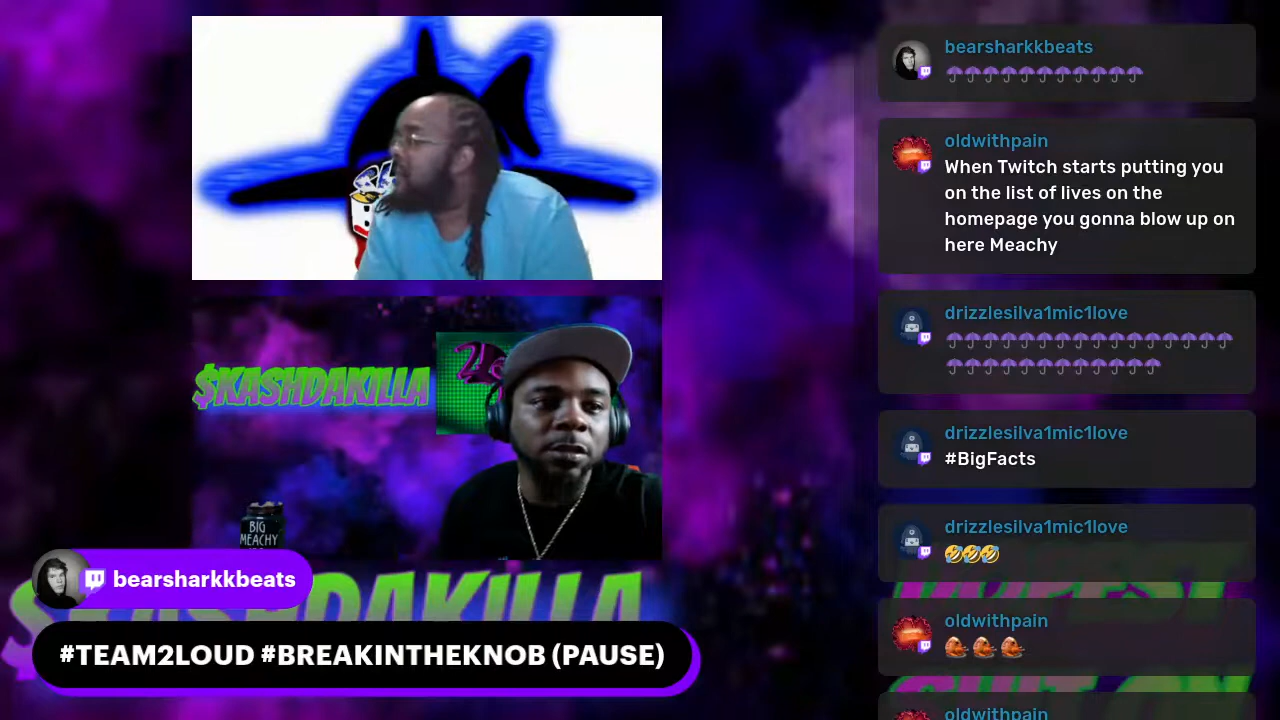 bearsharkkbeats
☔☔☔☔☔☔☔☔☔☔☔
oldwithpain
When Twitch starts putting you
on the list of lives on the
homepage you gonna blow up on
here Meachy
drizzlesilva1mic1love
☔☔☔☔☔☔☔☔☔☔☔☔☔☔☔☔
☔☔☔☔☔☔☔☔☔☔☔☔
drizzlesilva1mic1love
#BigFacts
drizzlesilva1mic1love
🤣🤣🤣
oldwithpain
oldwithpain
$KASHDAKILLA
BIG
MEACHY
bearsharkkbeats
$KASHDAKILLA
#TEAM2LOUD #BREAKINTHEKNOB (PAUSE)